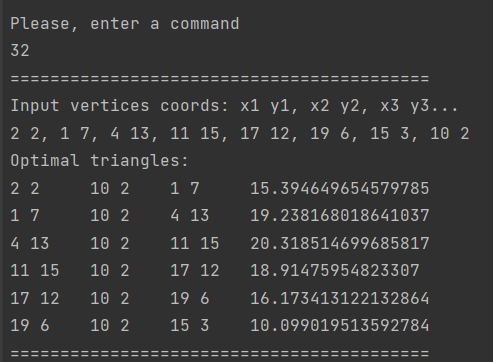 Please, enter a command
32
==========================================
Input vertices coords: x1 y1, x2 y2, x3 y3...
2 2, 1 7, 4 13, 11 15, 17 12, 19 6, 15 3, 10 2
Optimal triangles:
2 2 10 2 1 7 15.394649654579785
1 7 10 2 4 13 19.238168018641037
4 13 10 2 11 15 20.318514699685817
11 15 10 2 17 12 18.91475954823307
17 12 10 2 19 6 16.173413122132864
19 6 10 2 15 3 10.099019513592784
==========================================